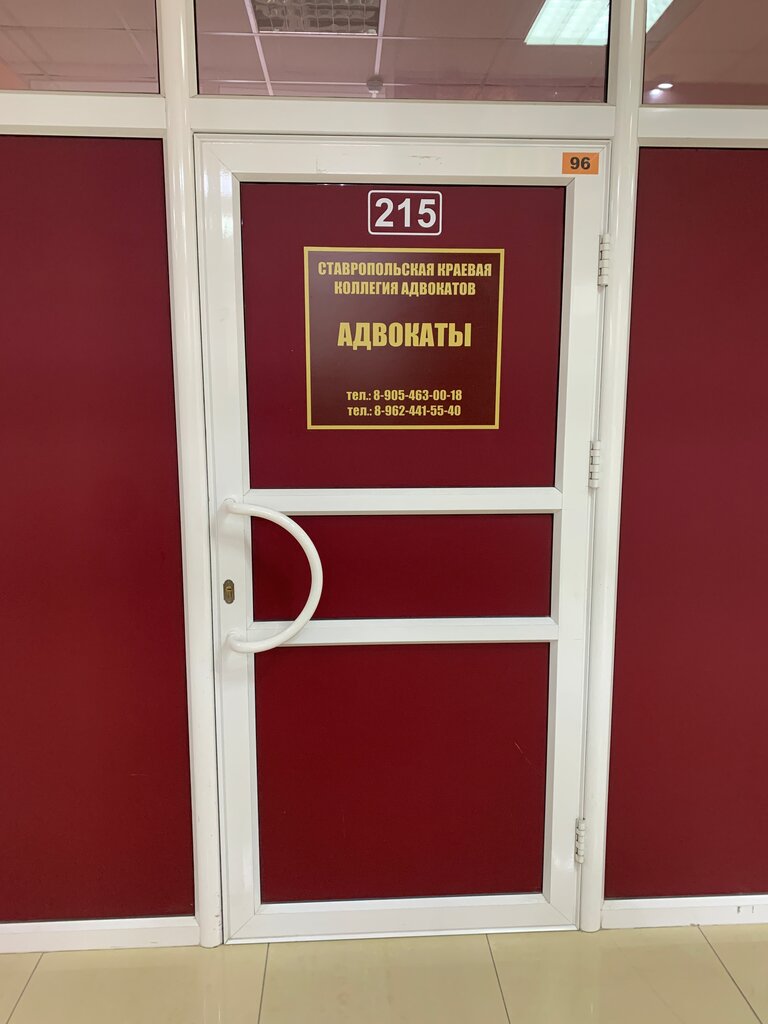 96
215
СТАВРОПОЛЬСКАЯ КРАЕВАЯ
КОЛЛЕГИЯ АДВОКАТОВ
АДВОКАТЫ
тел.: 8-905-463-00-18
тел.: 8-962-441-55-40